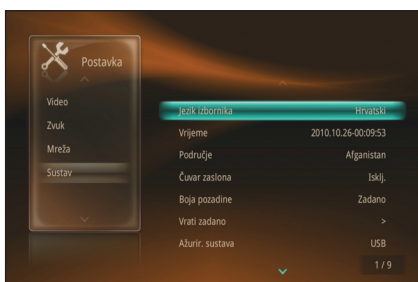 Postavka
Video
Zvuk
Mreža
Sustav
Jezik izbornika Hrvatski
Vrijeme 2010.10.26-00:09:53
Područje Afganistan
Čuvar zaslona Isklj.
Boja pozadine Zadano
Vrati zadano >
Ažurir. sustava USB
1 / 9